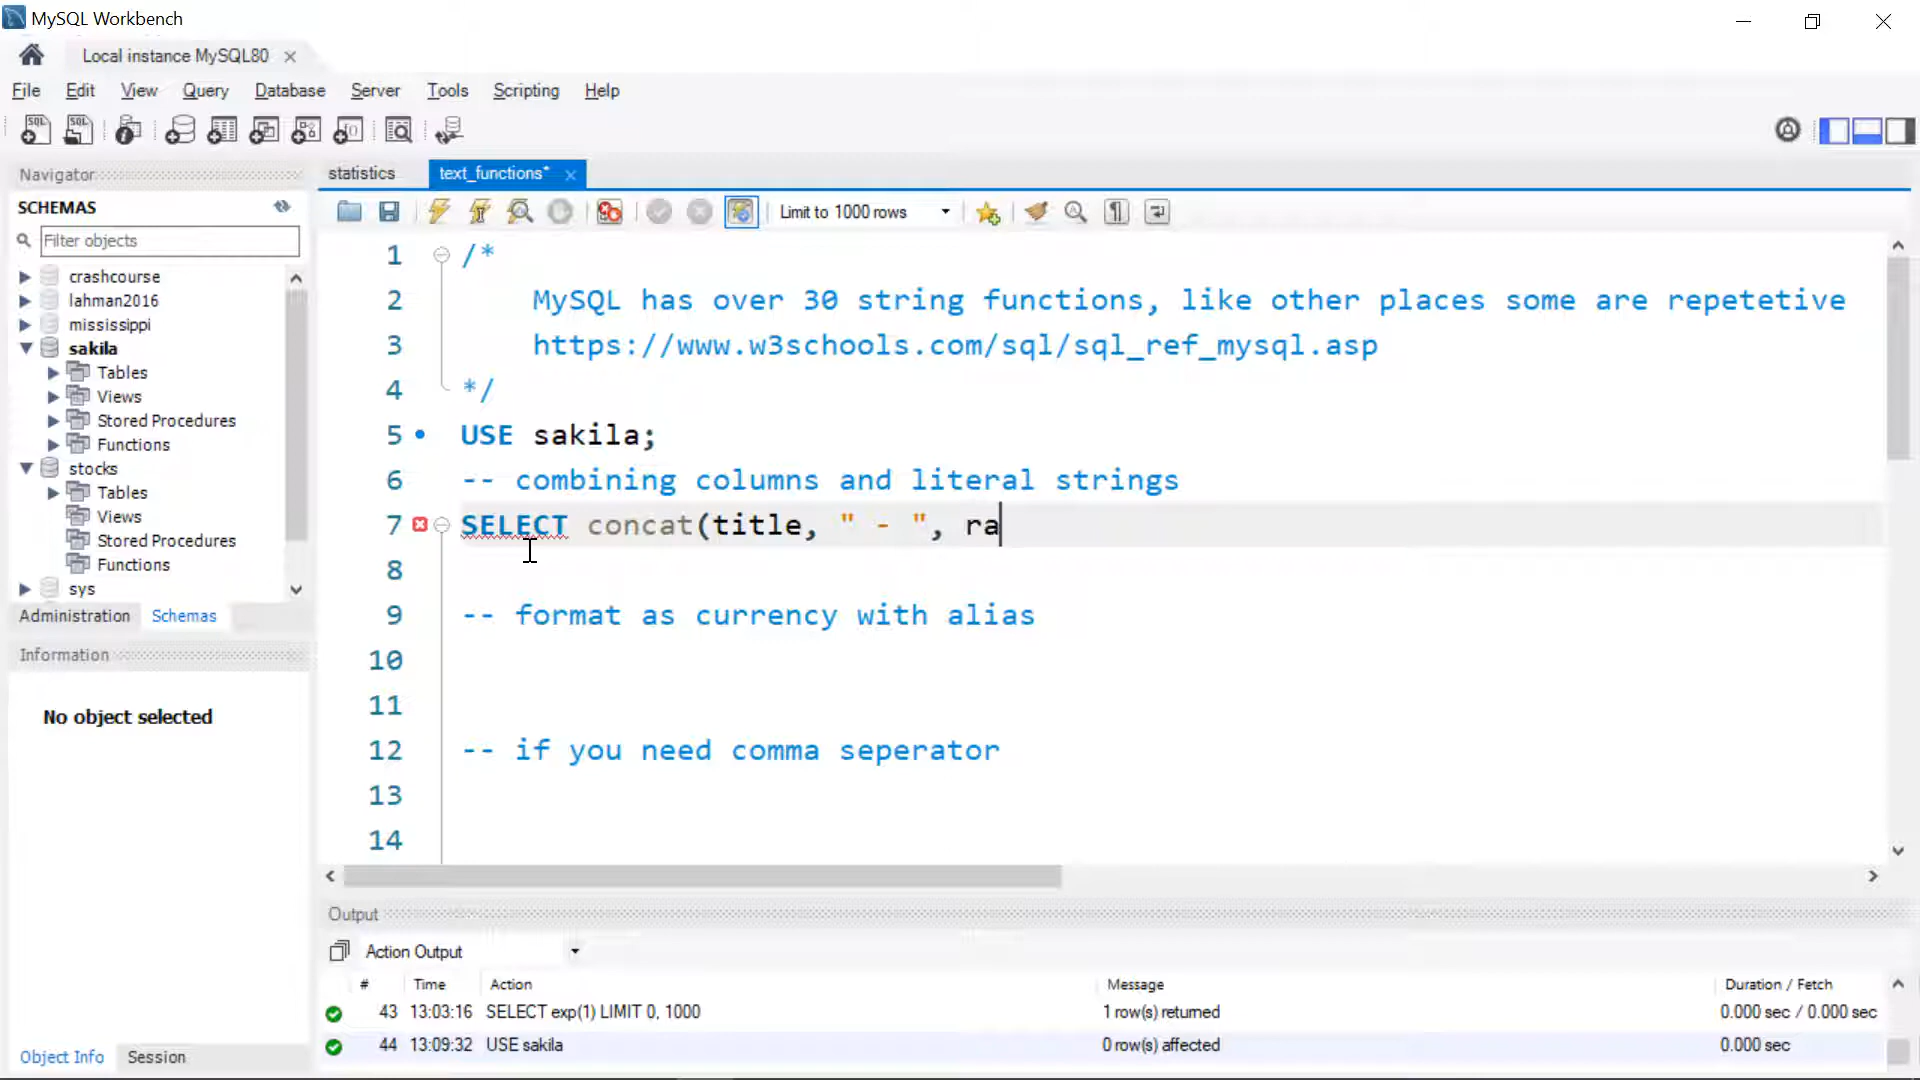 MySQL Workbench
Local instance MySQL80
File Edit View Query Database Server Tools Scripting Help
Navigator
SCHEMAS
Filter objects
crashcourse
lahman2016
mississippi
sakila
Tables
Views
Stored Procedures
Functions
stocks
Tables
Views
Stored Procedures
Functions
sys
Administration Schemas
Information
No object selected
Object Info Session
statistics text_functions*
Limit to 1000 rows
1 /*
2 MySQL has over 30 string functions, like other places some are repetetive
3 https://www.w3schools.com/sql/sql_ref_mysql.asp
4 */
5 USE sakila;
6 -- combining columns and literal strings
7 SELECT concat(title, " - ", ra
8
9 -- format as currency with alias
10
11
12 -- if you need comma seperator
13
14
Output
Action Output
# Time Action Message Duration / Fetch
43 13:03:16 SELECT exp(1) LIMIT 0, 1000 1 row(s) returned 0.000 sec / 0.000 sec
44 13:09:32 USE sakila 0 row(s) affected 0.000 sec